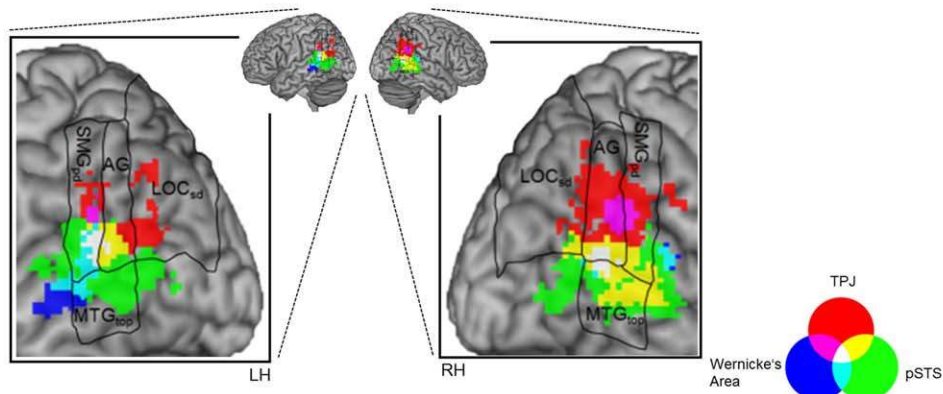 SMGpd
AG
LOCsd
MTGtop
LH
AG
SMGpd
LOCsd
MTGtop
RH
TPJ
Wernicke's
Area
pSTS